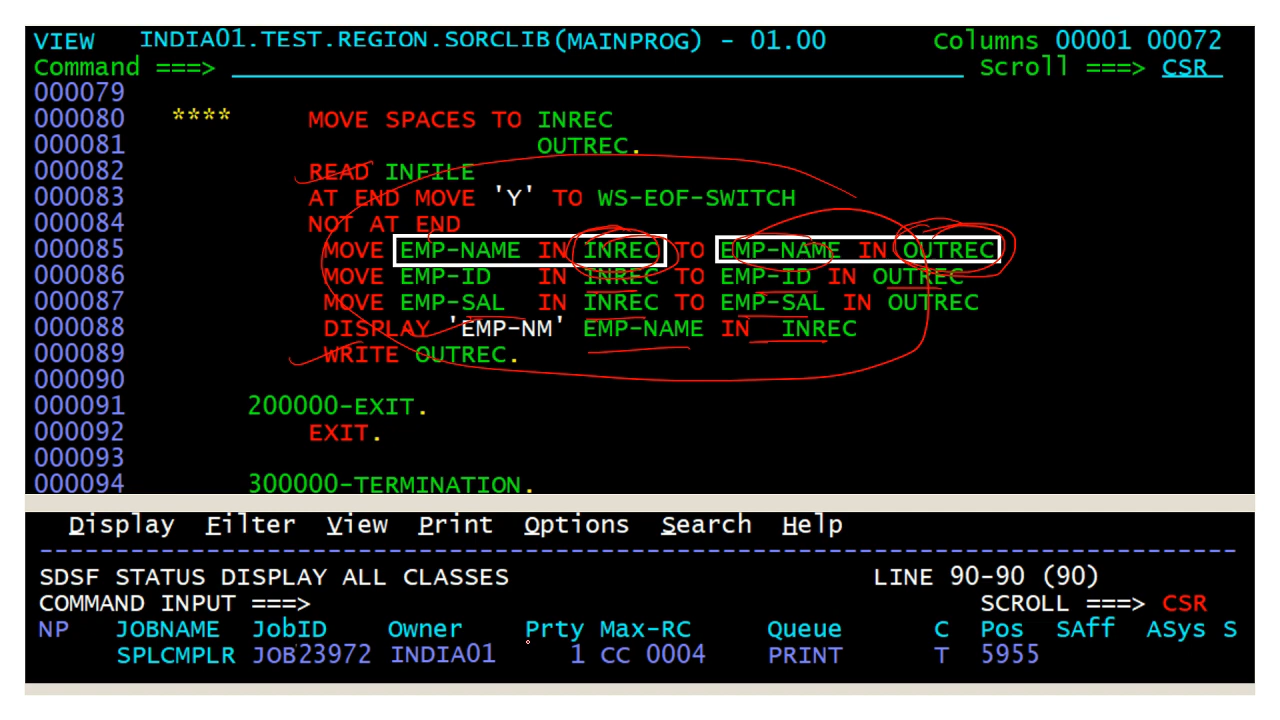 VIEW INDIA01.TEST.REGION.SORCLIB(MAINPROG) - 01.00 Columns 00001 00072
Command ===> Scroll ===> CSR
000079
000080 **** MOVE SPACES TO INREC
000081 OUTREC.
000082 READ INFILE
000083 AT END MOVE 'Y' TO WS-EOF-SWITCH
000084 NOT AT END
000085 MOVE EMP-NAME IN INREC TO EMP-NAME IN OUTREC
000086 MOVE EMP-ID IN INREC TO EMP-ID IN OUTREC
000087 MOVE EMP-SAL IN INREC TO EMP-SAL IN OUTREC
000088 DISPLAY 'EMP-NM' EMP-NAME IN INREC
000089 WRITE OUTREC.
000090
000091 200000-EXIT.
000092 EXIT.
000093
000094 300000-TERMINATION.
Display Filter View Print Options Search Help
-------------------------------------------------------------------------------
SDSF STATUS DISPLAY ALL CLASSES LINE 90-90 (90)
COMMAND INPUT ===> SCROLL ===> CSR
NP JOBNAME JobID Owner Prty Max-RC Queue C Pos SAff ASys S
SPLCMPLR JOB23972 INDIA01 1 CC 0004 PRINT T 5955